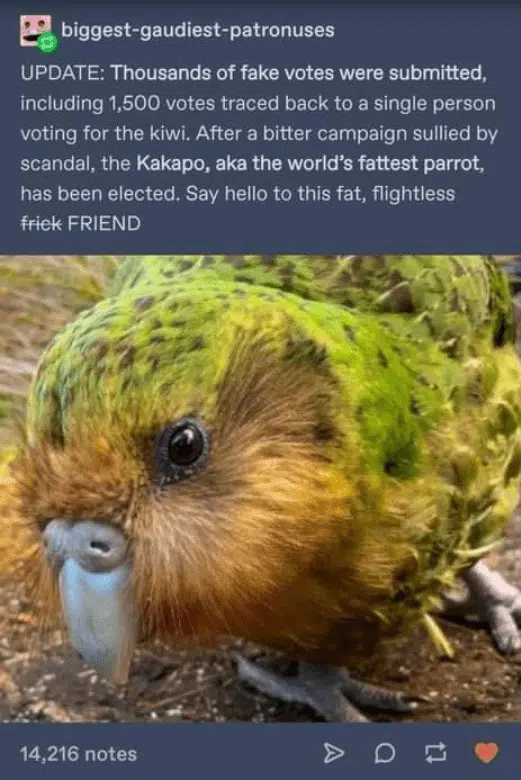 biggest-gaudiest-patronuses
UPDATE: Thousands of fake votes were submitted,
including 1,500 votes traced back to a single person
voting for the kiwi. After a bitter campaign sullied by
scandal, the Kakapo, aka the world's fattest parrot,
has been elected. Say hello to this fat, flightless
frick FRIEND
14,216 notes